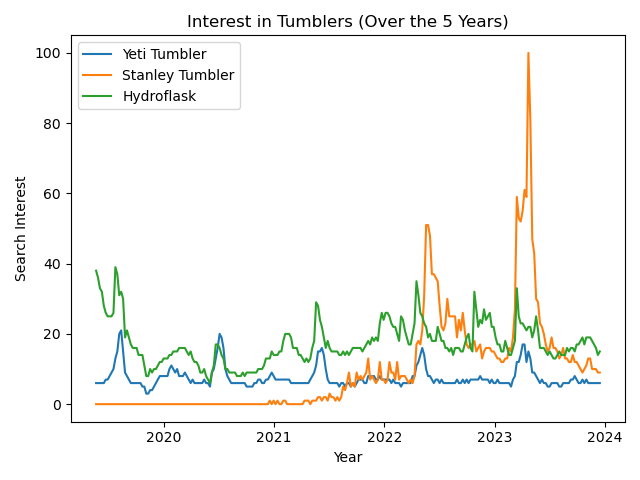 Interest in Tumblers (Over the 5 Years)
Yeti Tumbler
Stanley Tumbler
Hydroflask
100
80
60
40
20
0
Search Interest
2020 2021 2022 2023 2024
Year